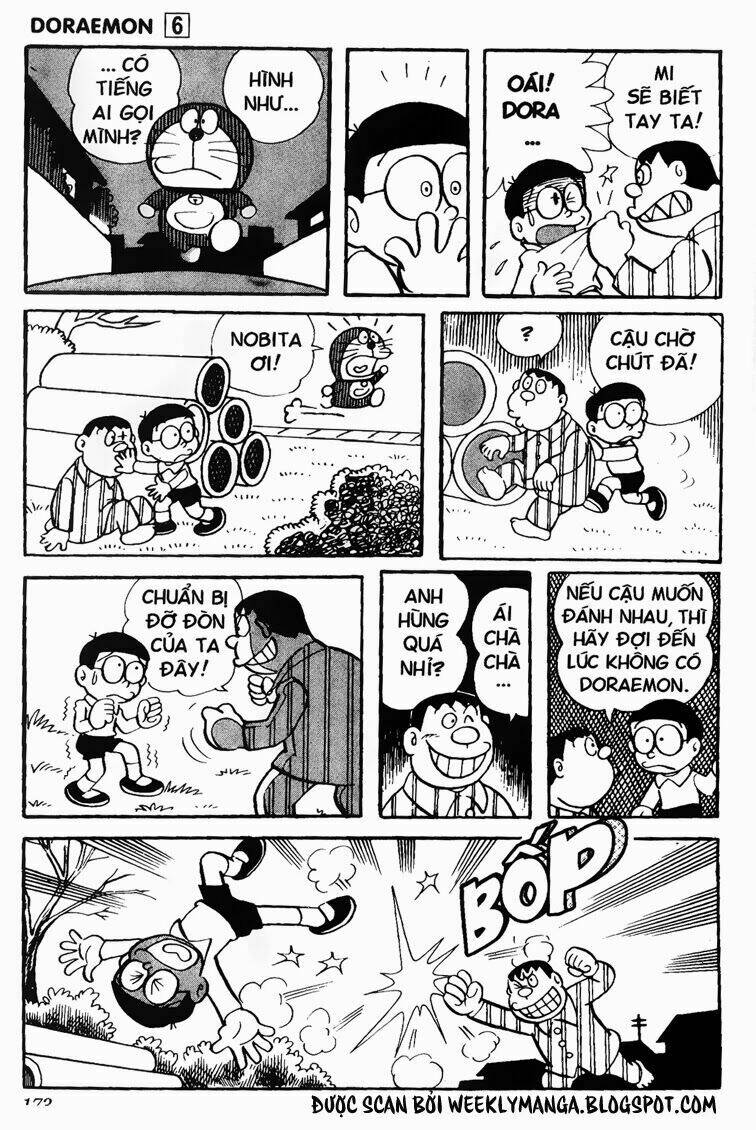 DORAEMON 6
MI
SẼ BIẾT
TAY TA!
OÁI!
DORA
...
HÌNH
NHƯ...
... CÓ
TIẾNG
AI GỌI
MÌNH?
CẬU CHỜ
CHÚT ĐÃ!
?
NOBITA
ƠI!
NẾU CẬU MUỐN
ĐÁNH NHAU, THÌ
HÃY ĐỢI ĐẾN
LÚC KHÔNG CÓ
DORAEMON.
ÁI
CHÀ
CHÀ
...
ANH
HÙNG
QUÁ
NHỈ?
CHUẨN BỊ
ĐỠ ĐÒN
CỦA TA
ĐÂY!
BỐP
ĐƯỢC SCAN BỞI WEEKLYMANGA.BLOGSPOT.COM